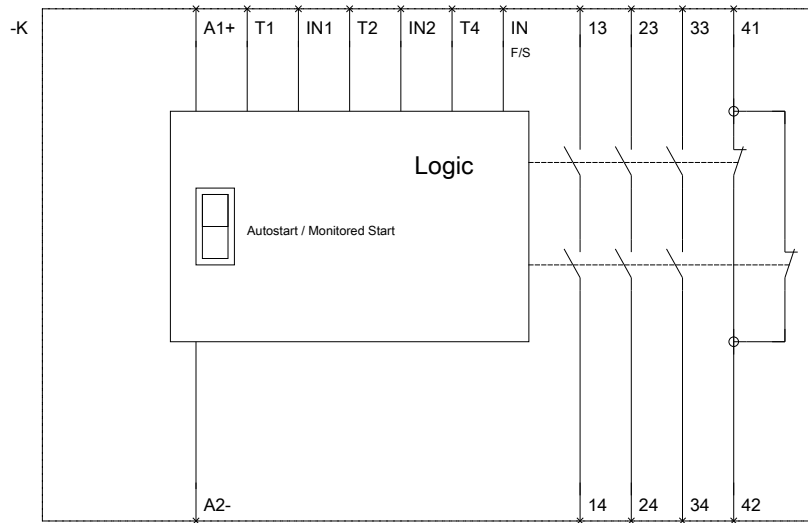 -K A1+ T1 IN1 T2 IN2 T4 IN 13 23 33 41
F/S
Logic
Autostart / Monitored Start
A2- 14 24 34 42